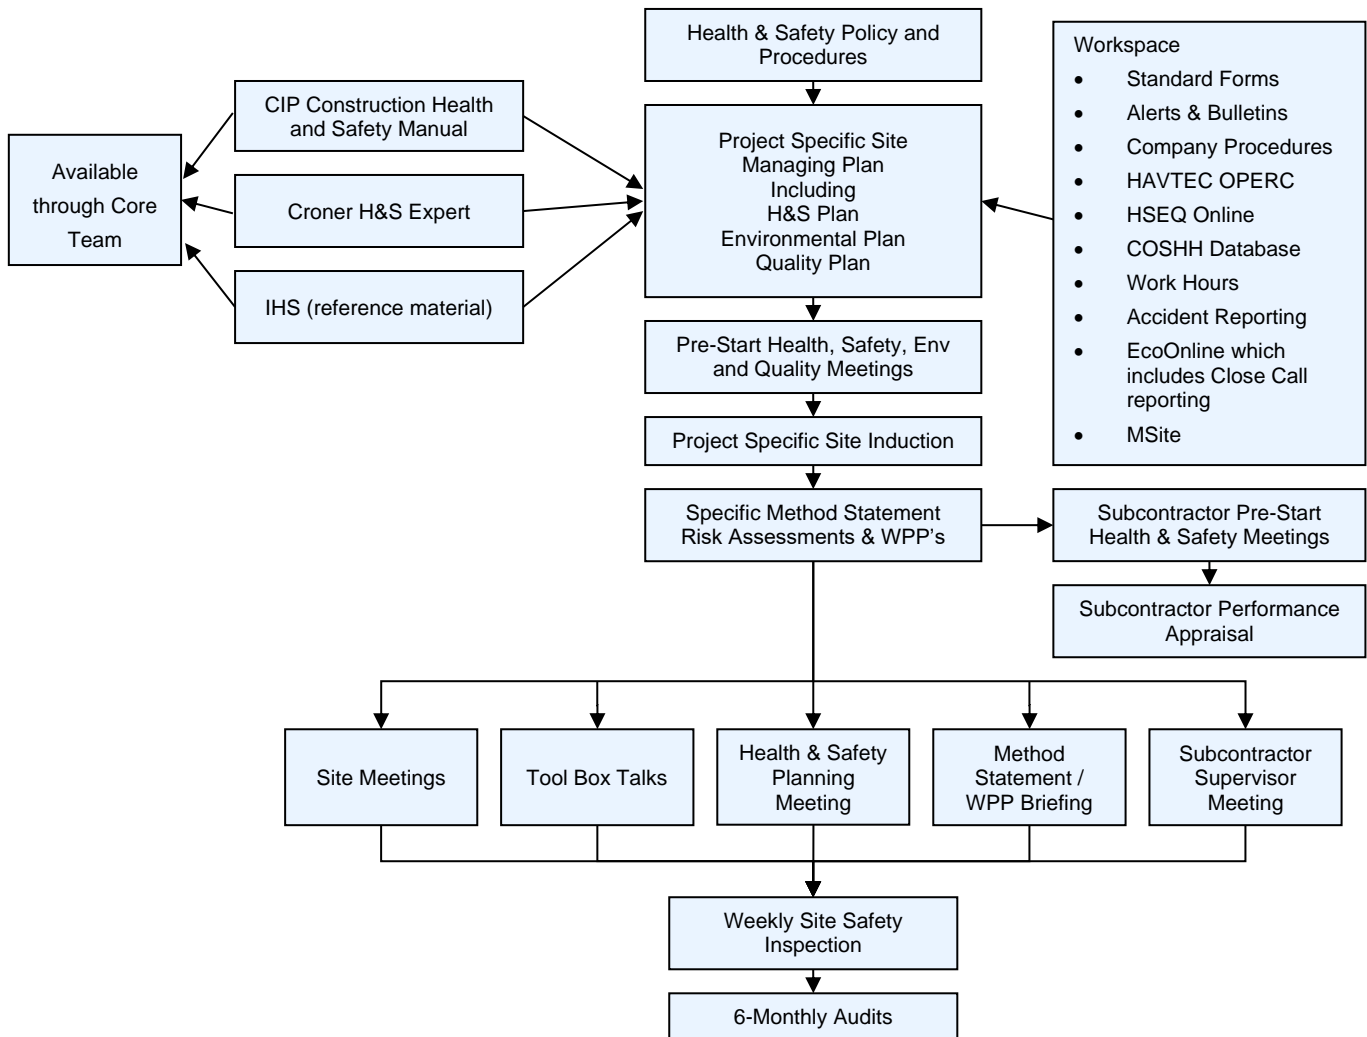 Health & Safety Policy and
Procedures
Workspace
• Standard Forms
• Alerts & Bulletins
• Company Procedures
• HAVTEC OPERC
• HSEQ Online
• COSHH Database
• Work Hours
• Accident Reporting
• EcoOnline which
includes Close Call
reporting
• MSite
CIP Construction Health
and Safety Manual
Available
through Core
Team
Croner H&S Expert
IHS (reference material)
Project Specific Site
Managing Plan
Including
H&S Plan
Environmental Plan
Quality Plan
Pre-Start Health, Safety, Env
and Quality Meetings
Project Specific Site Induction
Specific Method Statement
Risk Assessments & WPP's
Subcontractor Pre-Start
Health & Safety Meetings
Subcontractor Performance
Appraisal
Site Meetings
Tool Box Talks
Health & Safety
Planning
Meeting
Method
Statement /
WPP Briefing
Subcontractor
Supervisor
Meeting
Weekly Site Safety
Inspection
6-Monthly Audits